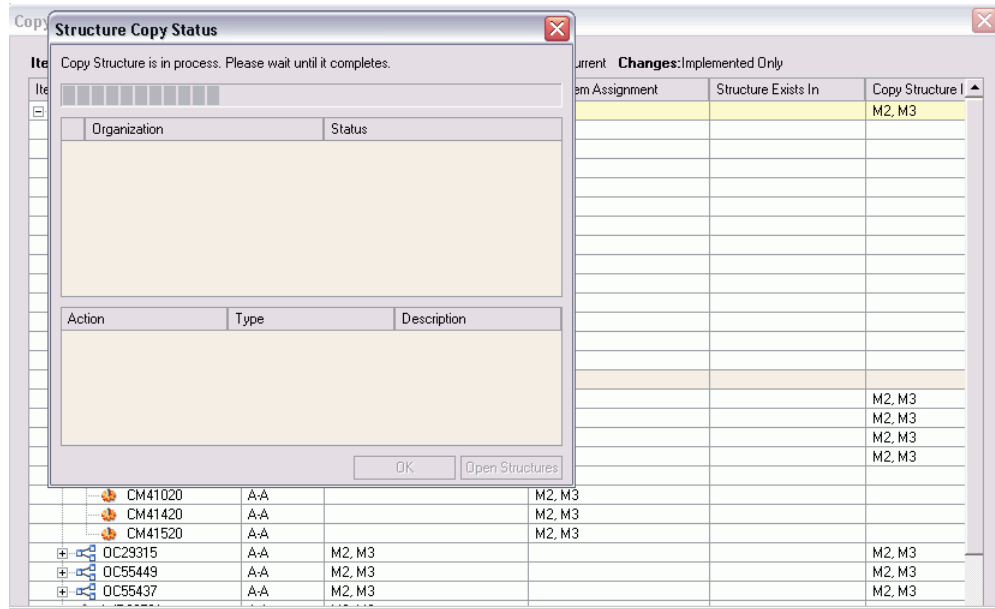 Copy
Structure Copy Status
Ite
Copy Structure is in process. Please wait until it completes.
urrent Changes:Implemented Only
Ite
em Assignment Structure Exists In Copy Structure I
M2, M3
Organization Status
Action Type Description
M2, M3
M2, M3
M2, M3
M2, M3
OK Open Structures
CM41020 A-A M2, M3
CM41420 A-A M2, M3
CM41520 A-A M2, M3
OC29315 A-A M2, M3 M2, M3
OC55449 A-A M2, M3 M2, M3
OC55437 A-A M2, M3 M2, M3